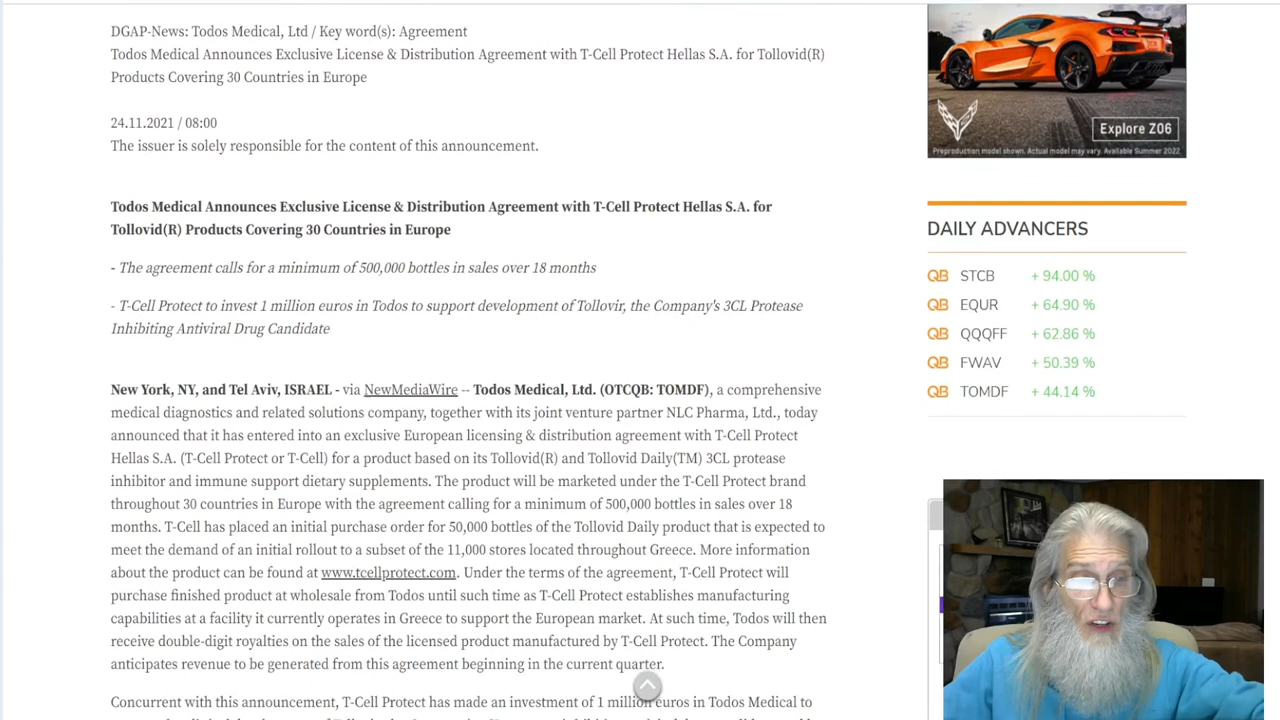 DGAP-News: Todos Medical, Ltd / Key word(s): Agreement
Todos Medical Announces Exclusive License & Distribution Agreement with T-Cell Protect Hellas S.A. for Tollovid(R)
Products Covering 30 Countries in Europe
24.11.2021 / 08:00
The issuer is solely responsible for the content of this announcement.
Todos Medical Announces Exclusive License & Distribution Agreement with T-Cell Protect Hellas S.A. for
Tollovid(R) Products Covering 30 Countries in Europe
- The agreement calls for a minimum of 500,000 bottles in sales over 18 months
- T-Cell Protect to invest 1 million euros in Todos to support development of Tollovir, the Company's 3CL Protease
Inhibiting Antiviral Drug Candidate
New York, NY, and Tel Aviv, ISRAEL - via NewMediaWire -- Todos Medical, Ltd. (OTCQB: TOMDF), a comprehensive
medical diagnostics and related solutions company, together with its joint venture partner NLC Pharma, Ltd., today
announced that it has entered into an exclusive European licensing & distribution agreement with T-Cell Protect
Hellas S.A. (T-Cell Protect or T-Cell) for a product based on its Tollovid(R) and Tollovid Daily(TM) 3CL protease
inhibitor and immune support dietary supplements. The product will be marketed under the T-Cell Protect brand
throughout 30 countries in Europe with the agreement calling for a minimum of 500,000 bottles in sales over 18
months. T-Cell has placed an initial purchase order for 50,000 bottles of the Tollovid Daily product that is expected to
meet the demand of an initial rollout to a subset of the 11,000 stores located throughout Greece. More information
about the product can be found at www.tcellprotect.com. Under the terms of the agreement, T-Cell Protect will
purchase finished product at wholesale from Todos until such time as T-Cell Protect establishes manufacturing
capabilities at a facility it currently operates in Greece to support the European market. At such time, Todos will then
receive double-digit royalties on the sales of the licensed product manufactured by T-Cell Protect. The Company
anticipates revenue to be generated from this agreement beginning in the current quarter.
Concurrent with this announcement, T-Cell Protect has made an investment of 1 million euros in Todos Medical to
Explore Z06
Preproduction model shown. Actual model may vary. Available Summer 2022
DAILY ADVANCERS
QB STCB + 94.00 %
QB EQUR + 64.90 %
QB QQQFF + 62.86 %
QB FWAV + 50.39 %
QB TOMDF + 44.14 %